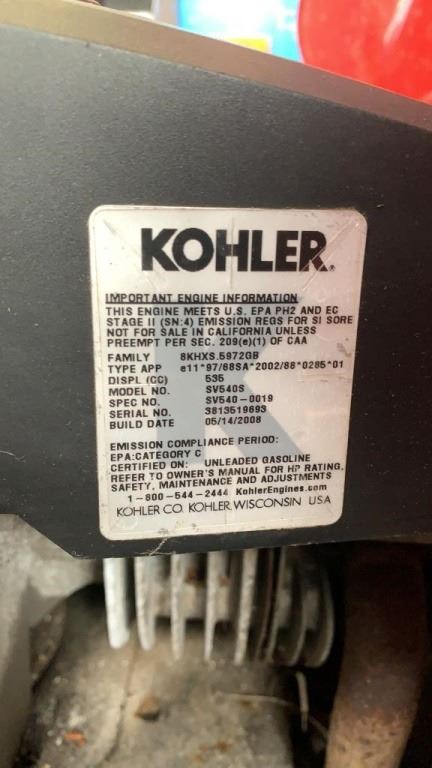 KOHLER®
IMPORTANT ENGINE INFORMATION
THIS ENGINE MEETS U.S. EPA PH2 AND EC
STAGE II (SN:4) EMISSION REGS FOR SI SORE
NOT FOR SALE IN CALIFORNIA UNLESS
PREEMPT PER SEC. 209(e)(1) OF CAA
FAMILY 8KHXS.5972GB
TYPE APP e11*97/68SA*2002/88*0285*01
DISPL (CC) 535
MODEL NO. SV540S
SPEC NO. SV540-0019
SERIAL NO. 3813519693
BUILD DATE 05/14/2008
EMISSION COMPLIANCE PERIOD:
EPA:CATEGORY C
CERTIFIED ON: UNLEADED GASOLINE
REFER TO OWNER'S MANUAL FOR HP RATING,
SAFETY, MAINTENANCE AND ADJUSTMENTS
1-800-544-2444 KohlerEngines.com
KOHLER CO. KOHLER, WISCONSIN USA